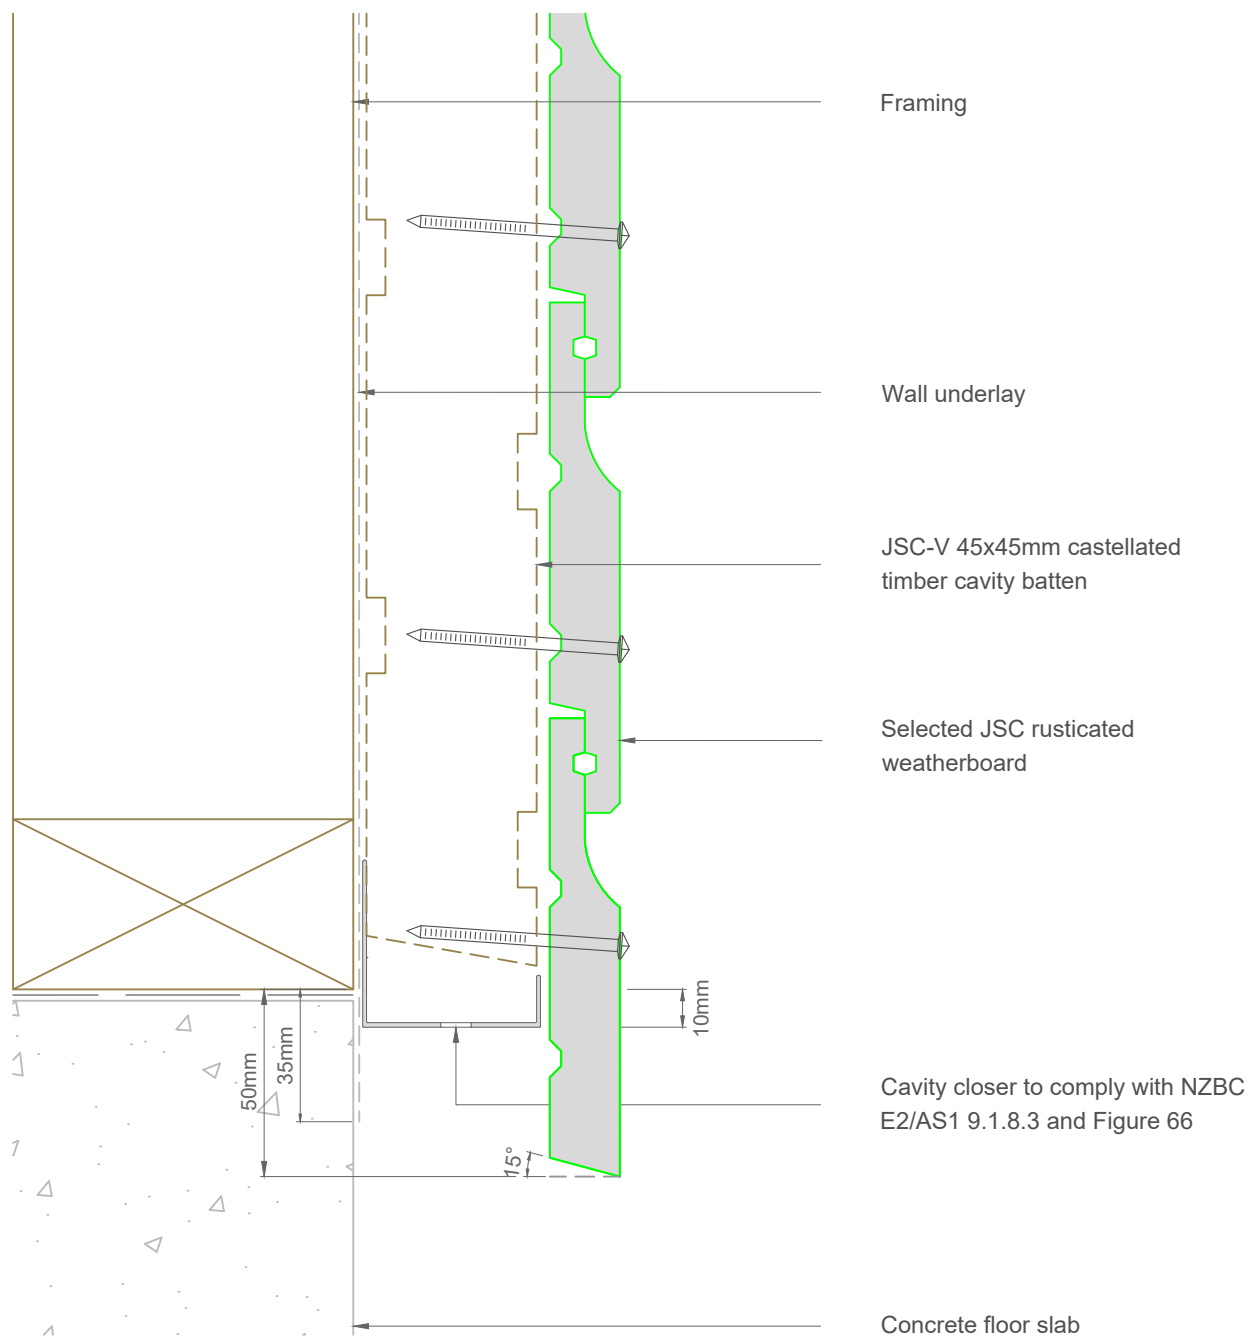 Framing
Wall underlay
JSC-V 45x45mm castellated
timber cavity batten
Selected JSC rusticated
weatherboard
10mm
35mm
50mm
Cavity closer to comply with NZBC
E2/AS1 9.1.8.3 and Figure 66
15°
Concrete floor slab